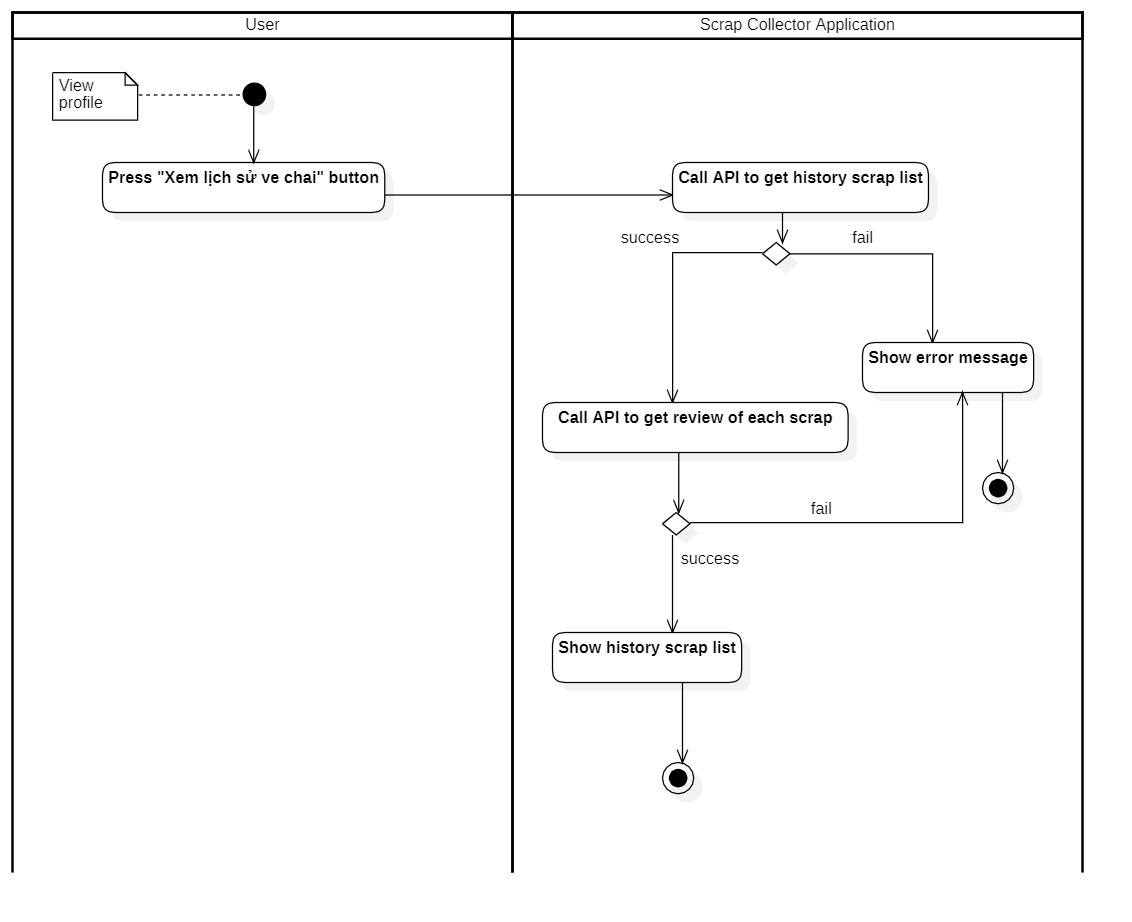 User
Scrap Collector Application
View
profile
Press "Xem lịch sử ve chai" button
Call API to get history scrap list
success
fail
Show error message
Call API to get review of each scrap
fail
success
Show history scrap list